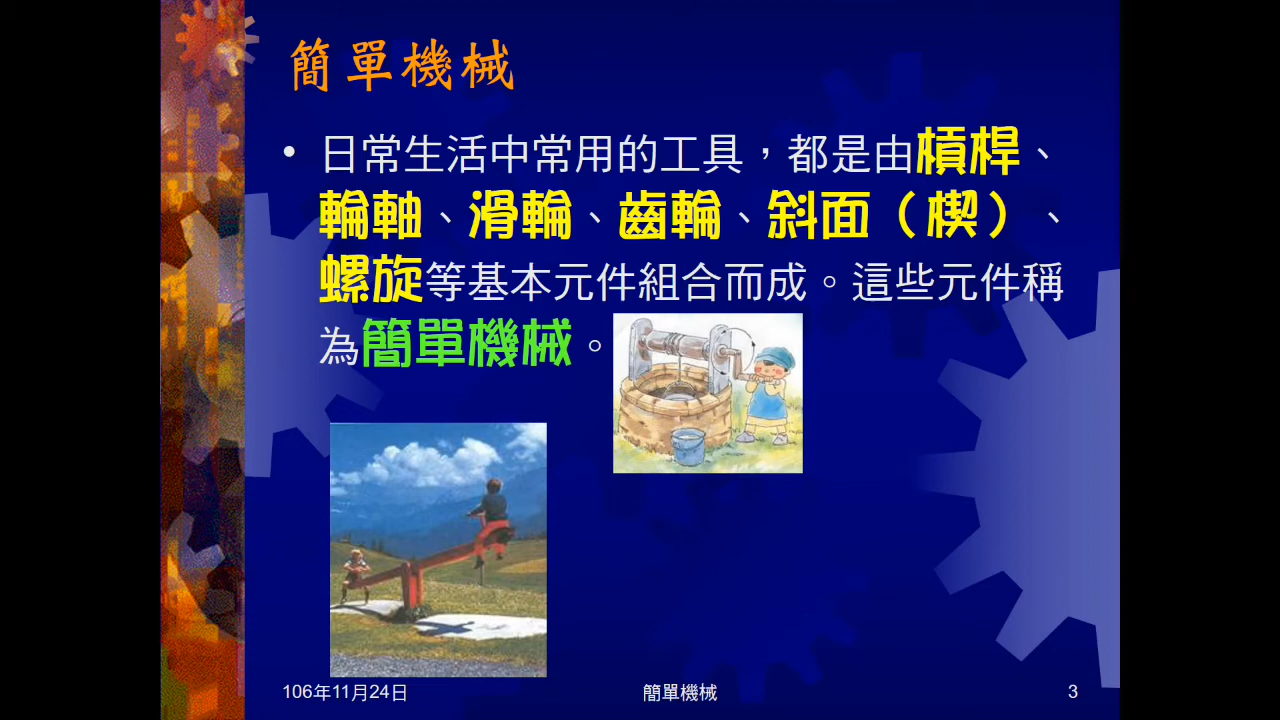 簡單機械
• 日常生活中常用的工具，都是由槓桿、
輪軸、滑輪、齒輪、斜面（楔）、
螺旋等基本元件組合而成。這些元件稱
為簡單機械。
106年11月24日
簡單機械
3